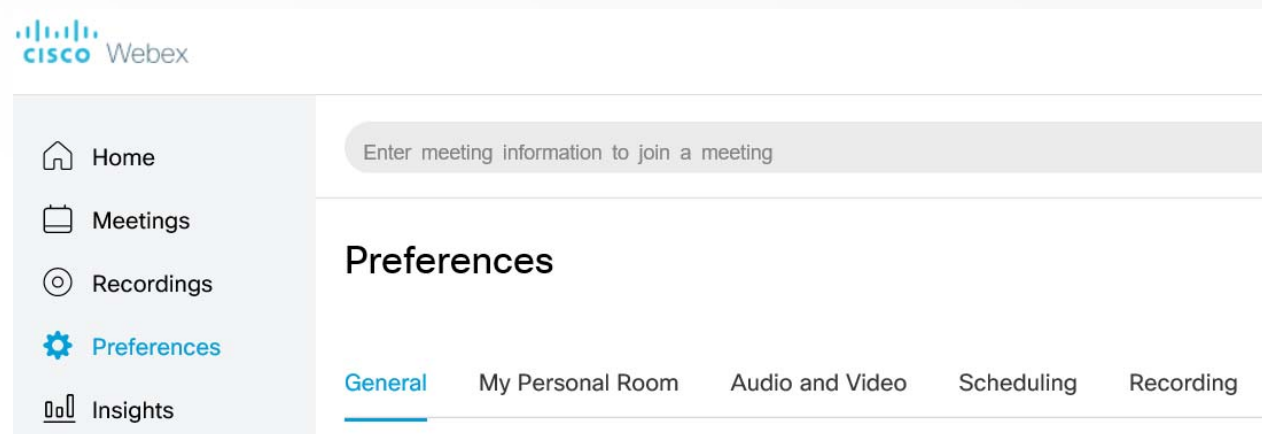 CISCO Webex
Home
Meetings
Recordings
Preferences
Insights
Enter meeting information to join a meeting
Preferences
General My Personal Room Audio and Video Scheduling Recording